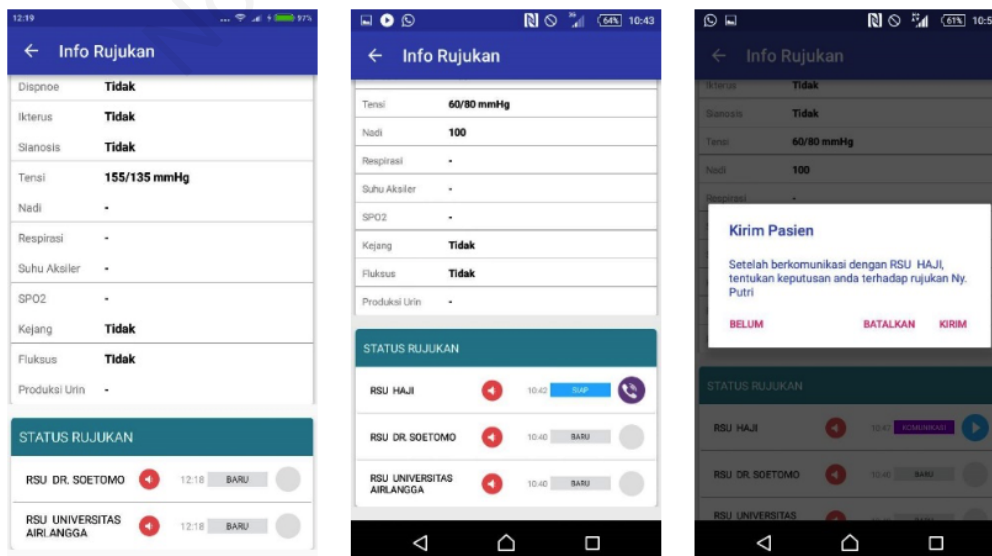 12:19
... 97%
Info Rujukan
Dispnoe Tidak
Ikterus Tidak
Sianosis Tidak
Tensi 155/135 mmHg
Nadi -
Respirasi -
Suhu Aksiler -
SPO2 -
Kejang Tidak
Fluksus Tidak
Produksi Urin -
STATUS RUJUKAN
RSU DR. SOETOMO 12:18 BARU
RSU UNIVERSITAS
AIRLANGGA 12:18 BARU
64% 10:43
Info Rujukan
Tensi 60/80 mmHg
Nadi 100
Respirasi -
Suhu Aksiler -
SPO2 -
Kejang Tidak
Fluksus Tidak
Produksi Urin -
STATUS RUJUKAN
RSU HAJI 10:42 SIAP
RSU DR. SOETOMO 10:40 BARU
RSU UNIVERSITAS
AIRLANGGA 10:40 BARU
61% 10:5
Info Rujukan
Ikterus Tidak
Sianosis Tidak
Tensi 60/80 mmHg
Nadi 100
Respirasi -
Kirim Pasien
Setelah berkomunikasi dengan RSU HAJI,
tentukan keputusan anda terhadap rujukan Ny.
Putri
BELUM BATALKAN KIRIM
STATUS RUJUKAN
RSU HAJI 10:47 KOMUNIKASI
RSU DR. SOETOMO 10:40 BARU
RSU UNIVERSITAS